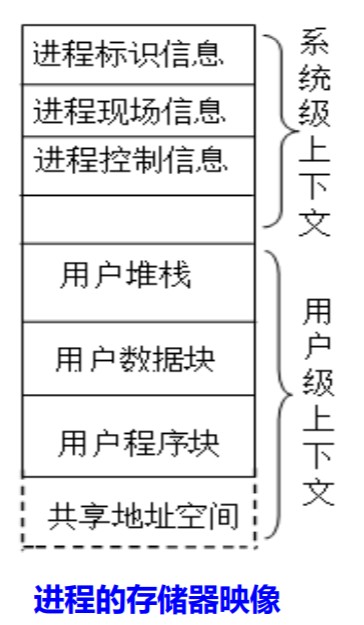 进程标识信息
进程现场信息
进程控制信息
系统级上下文
用户堆栈
用户数据块
用户程序块
共享地址空间
用户级上下文
进程的存储器映像